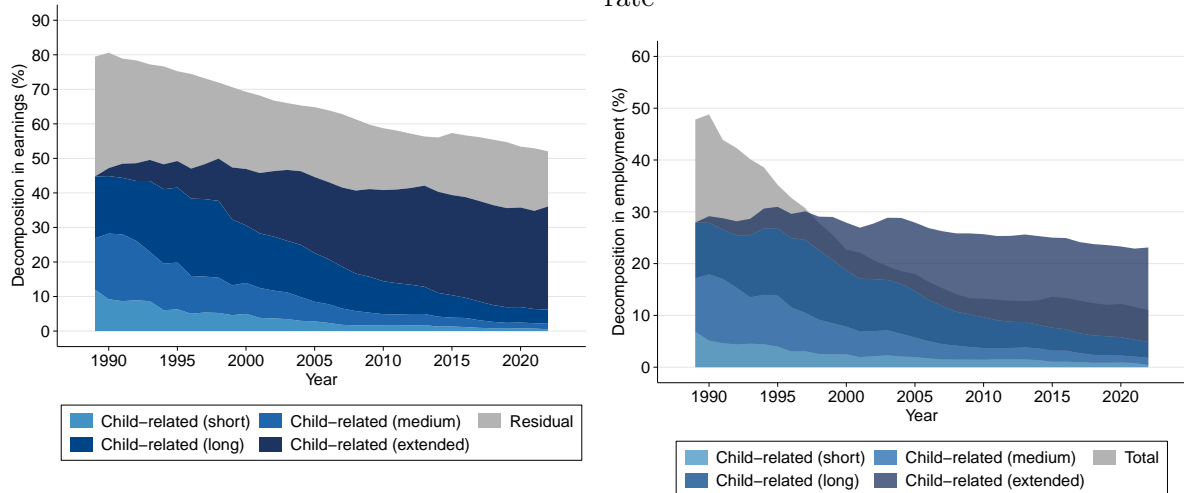 rate
Decomposition in earnings (%)
90
80
70
60
50
40
30
20
10
0
1990 1995 2000 2005 2010 2015 2020
Year
Child−related (short) Child−related (medium) Residual
Child−related (long) Child−related (extended)
Decomposition in employment (%)
60
50
40
30
20
10
0
1990 1995 2000 2005 2010 2015 2020
Year
Child−related (short) Child−related (medium) Total
Child−related (long) Child−related (extended)